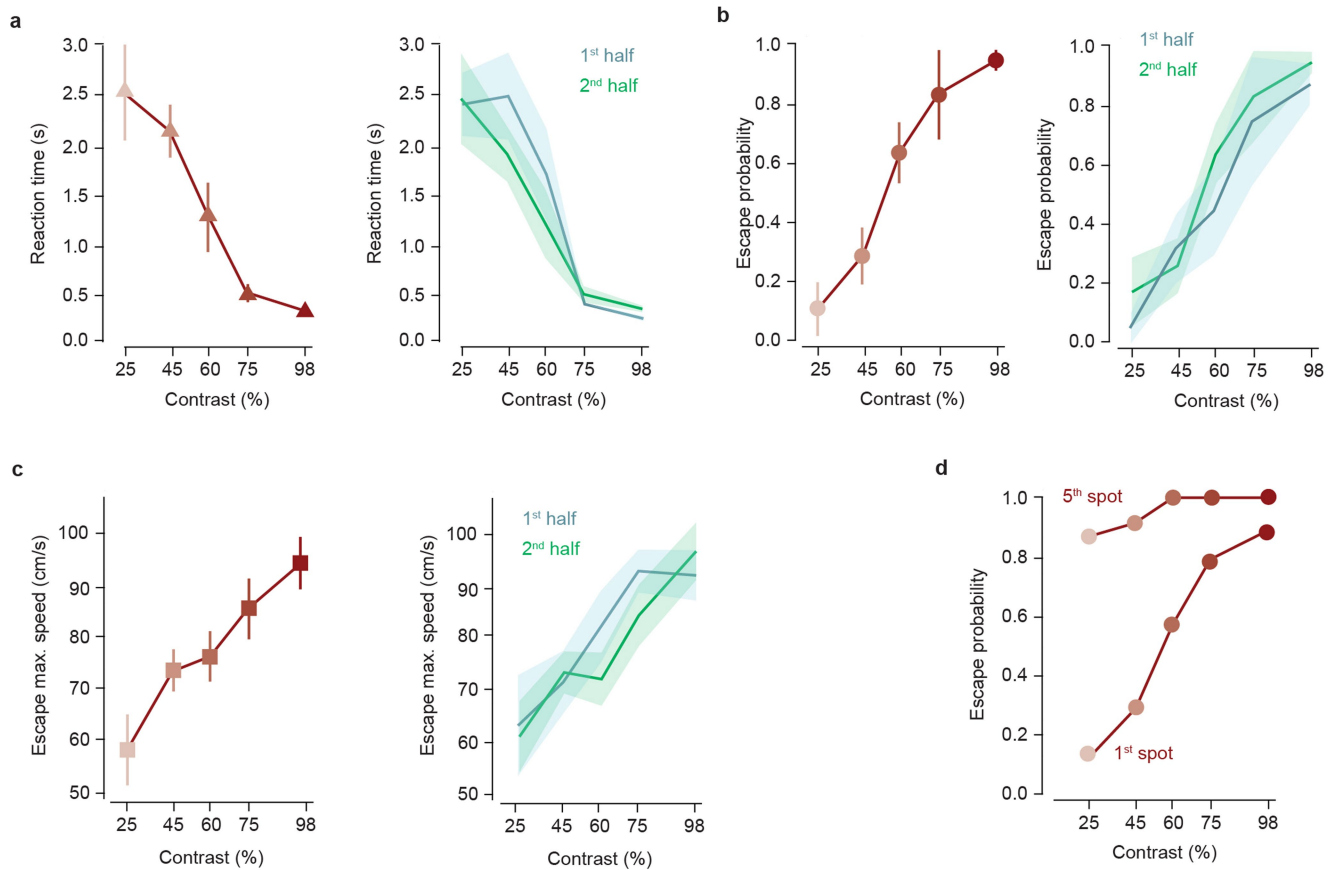 a
3.0
2.5
2.0
1.5
1.0
0.5
0.0
Reaction time (s)
25 45 60 75 98
Contrast (%)
3.0
2.5
2.0
1.5
1.0
0.5
0.0
Reaction time (s)
1st half
2nd half
25 45 60 75 98
Contrast (%)
b
1.0
0.8
0.6
0.4
0.2
0.0
Escape probability
25 45 60 75 98
Contrast (%)
1.0
0.8
0.6
0.4
0.2
0.0
Escape probability
1st half
2nd half
25 45 60 75 98
Contrast (%)
c
100
90
80
70
60
50
Escape max. speed (cm/s)
25 45 60 75 98
Contrast (%)
100
90
80
70
60
50
Escape max. speed (cm/s)
1st half
2nd half
25 45 60 75 98
Contrast (%)
d
1.0
0.8
0.6
0.4
0.2
0.0
Escape probability
5th spot
1st spot
25 45 60 75 98
Contrast (%)